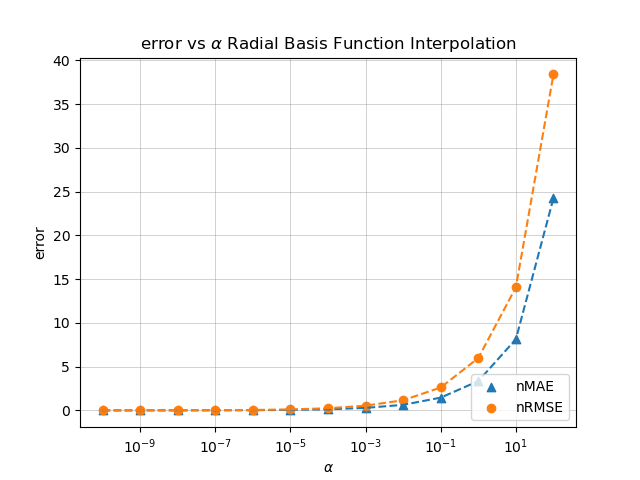 error vs α Radial Basis Function Interpolation
error
40
35
30
25
20
15
10
5
0
10⁻⁹ 10⁻⁷ 10⁻⁵ 10⁻³ 10⁻¹ 10¹
α
nMAE
nRMSE